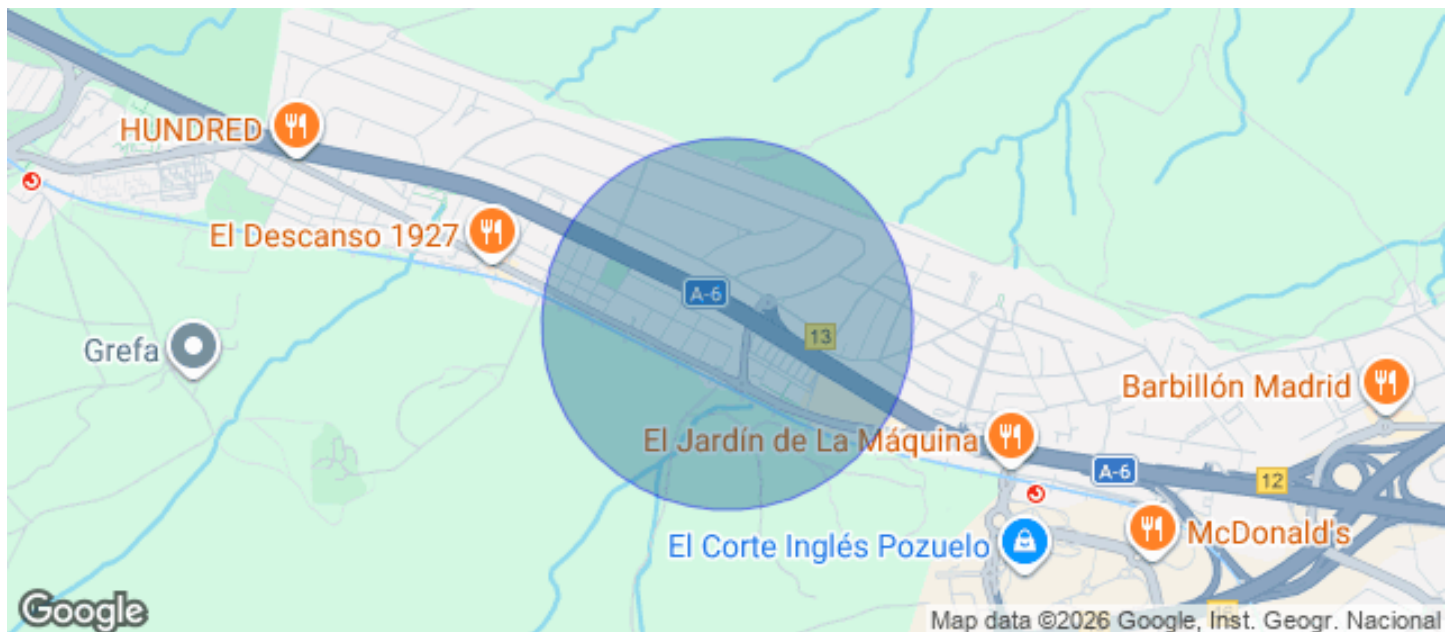 HUNDRED
El Descanso 1927
A-6
13
Grefa
Barbillón Madrid
El Jardín de La Máquina
A-6
12
El Corte Inglés Pozuelo
McDonald's
Google
Map data ©2026 Google, Inst. Geogr. Nacional